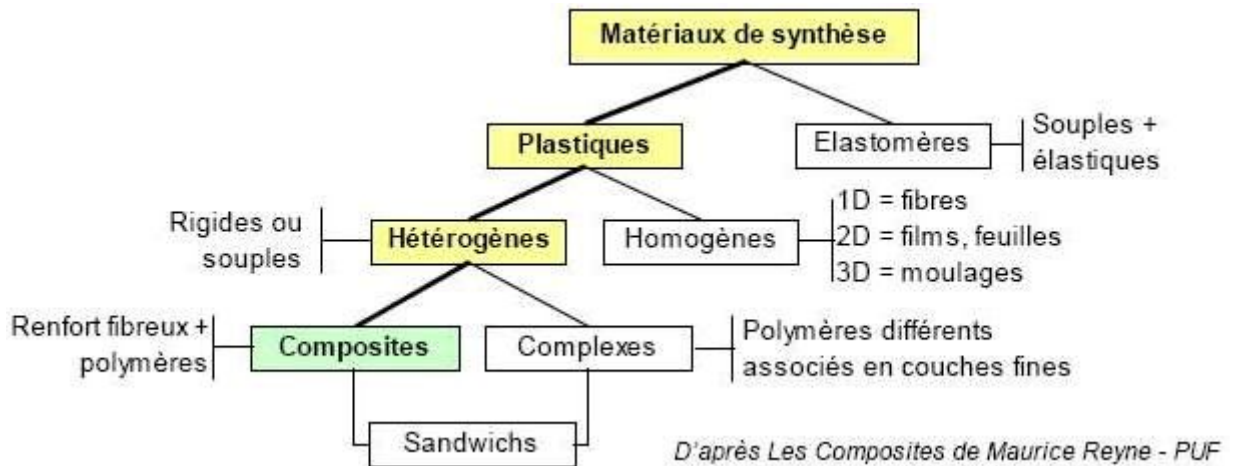 Matériaux de synthèse
Plastiques
Elastomères
Souples +
élastiques
Rigides ou
souples
Hétérogènes
Homogènes
1D = fibres
2D = films, feuilles
3D = moulages
Renfort fibreux +
polymères
Composites
Complexes
Polymères différents
associés en couches fines
Sandwichs
D'après Les Composites de Maurice Reyne - PUF